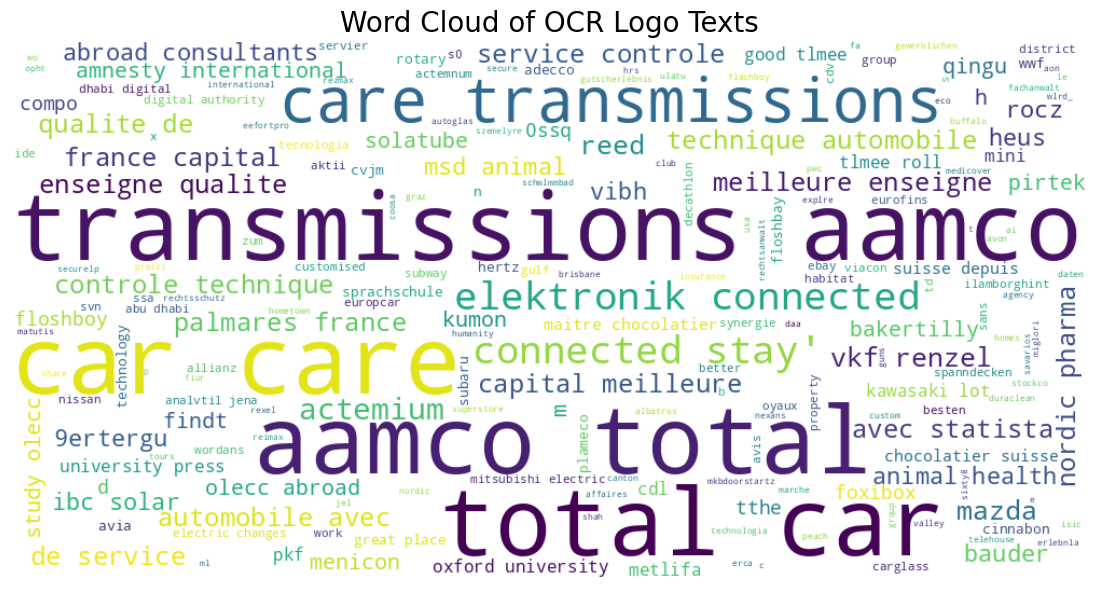 Word Cloud of OCR Logo Texts
abroad consultants
servier
rotary
s0
service controle
good tlmee
fa
gewerblichen
district
wo
opht
amnesty international
actemnum
adecco
secure
gutscherlebnis
hrs
ulatu
cdv
flashboy
group
qingu
wwf
aon
le
dhabi digital
international
reimax
compo
digital authority
care transmissions
s
eco
h
fachanwalt
wlrd_
rocz
eefortpro
autoglas
buffalo
qualite de
x
tecnologia
solatube
szemelyre
0ssq
reed
technique automobile
heus
ide
france capital
aktii
cvjm
msd animal
club
tlmee roll
mini
pwc
medicover
enseigne qualite
schwlmmbad
n
vibh
decathlon
meilleure enseigne
pirtek
graz
coosa
explre
eurofins
transmissions aamco
usa
floshbay
rechtsanwalt
zum
t
ai
avon
securelp
prezzi
customised
subway
hertz
gulf
brisbane
insurance
ebay
viacon
habitat
suisse depuis
daten
controle technique
sprachschule
td
ilamborghint
agency
svn
ssa
rechtsschutz
abu dhabi
europcar
elektronik connected
sans
floshboy
matutis
hometown
palmares france
kumon
humanity
maitre chocolatier
synergie
daa
bakertilly
homes
savarios
migliori
technology
car care
connected stay'
vkf
guns
renzel
nordic pharma
ohace
p
allianz
fiur
subaru
capital meilleure
better
b
spanndecken
stockco
nissan
analvtil jena
rexel
actemium
superstore
m
albatros
oyaux
nexans
property
kawasaki lot
duraclean
custom
besten
findt
9ertergu
reimax
wordans
aamco total
plameco
avis
avec statista
tours
university press
chocolatier suisse
study olecc
ibc solar
d
olecc abroad
nordic
mitsubishi electric
canton
cdl
mkbdoorstartz
animal health
sixty8
foxibox
affaires
marche
avia
automobile avec
jel
total car
tthe
grqup
valley
mazda
e
isic
electric changes
work
great place
shah
technologia
peach
cinnabon
telehouse
erlebnla
de service
ml
pkf
menicon
oxford university
metlifa
erca
c
carglass
bauder